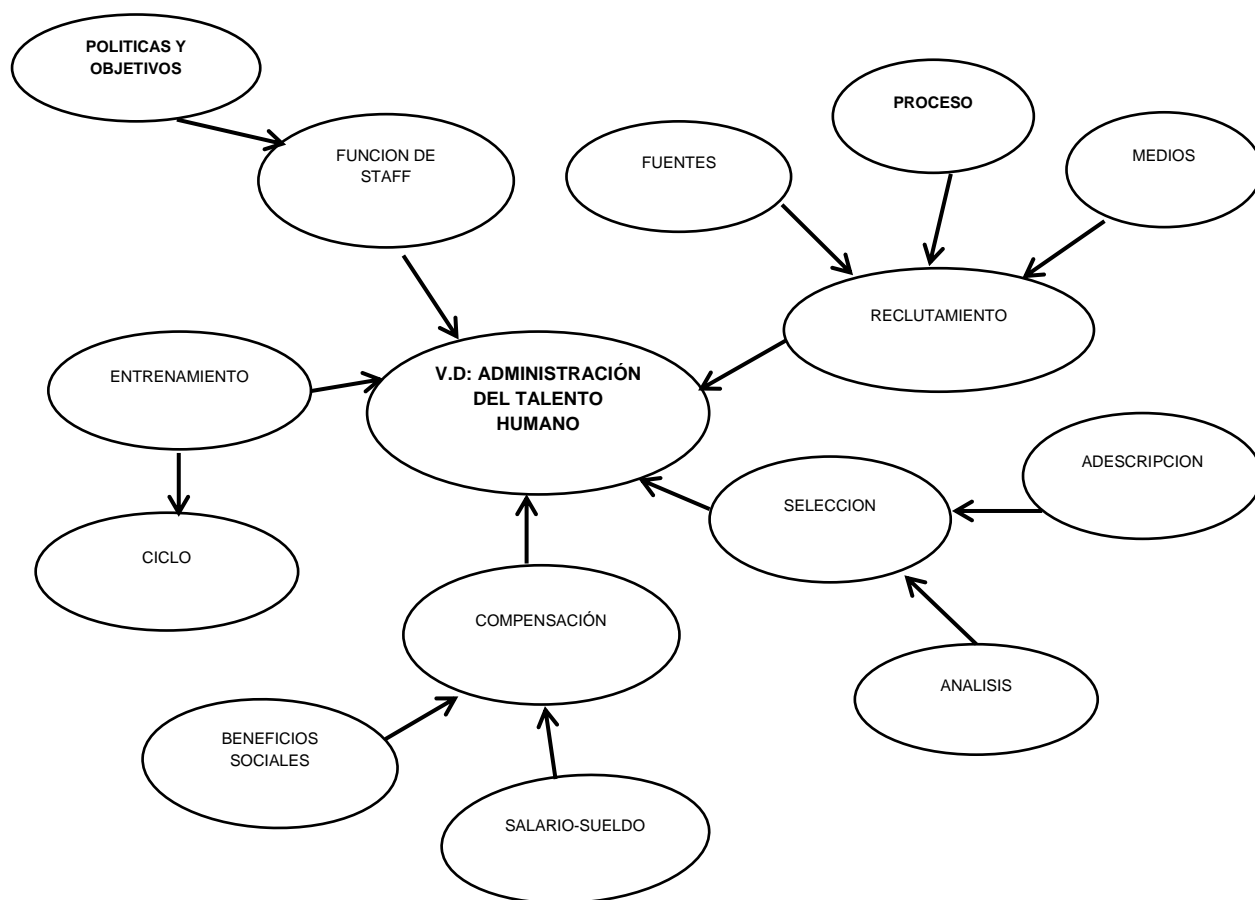 POLITICAS Y
OBJETIVOS
PROCESO
MEDIOS
FUENTES
FUNCION DE
STAFF
RECLUTAMIENTO
ENTRENAMIENTO
V.D: ADMINISTRACIÓN
DEL TALENTO
HUMANO
ADESCRIPCION
SELECCION
CICLO
COMPENSACIÓN
ANALISIS
BENEFICIOS
SOCIALES
SALARIO-SUELDO